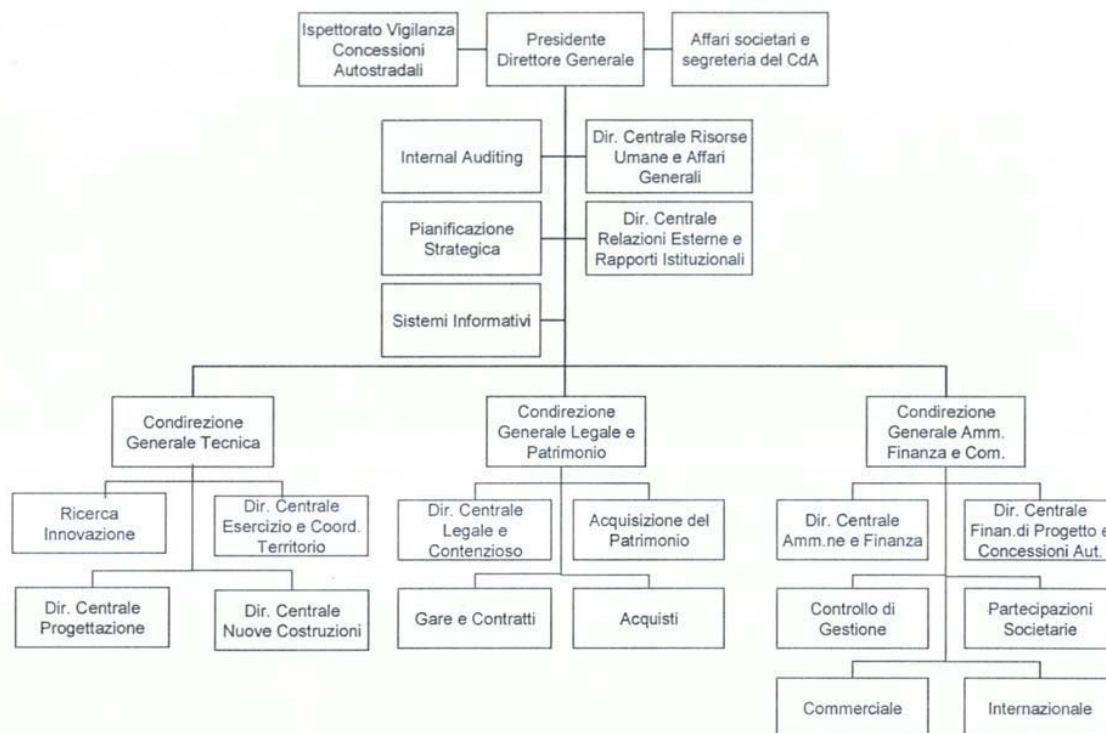 Ispettorato Vigilanza
Concessioni
Autostradali
Presidente
Direttore Generale
Affari societari e
segreteria del CdA
Internal Auditing
Dir. Centrale Risorse
Umane e Affari
Generali
Pianificazione
Strategica
Dir. Centrale
Relazioni Esterne e
Rapporti Istituzionali
Sistemi Informativi
Condirezione
Generale Tecnica
Condirezione
Generale Legale e
Patrimonio
Condirezione
Generale Amm.
Finanza e Com.
Ricerca
Innovazione
Dir. Centrale
Esercizio e Coord.
Territorio
Dir. Centrale
Legale e
Contenzioso
Acquisizione del
Patrimonio
Dir. Centrale
Amm.ne e Finanza
Dir. Centrale
Finan.di Progetto e
Concessioni Aut.
Dir. Centrale
Progettazione
Dir. Centrale
Nuove Costruzioni
Gare e Contratti
Acquisti
Controllo di
Gestione
Partecipazioni
Societarie
Commerciale
Internazionale